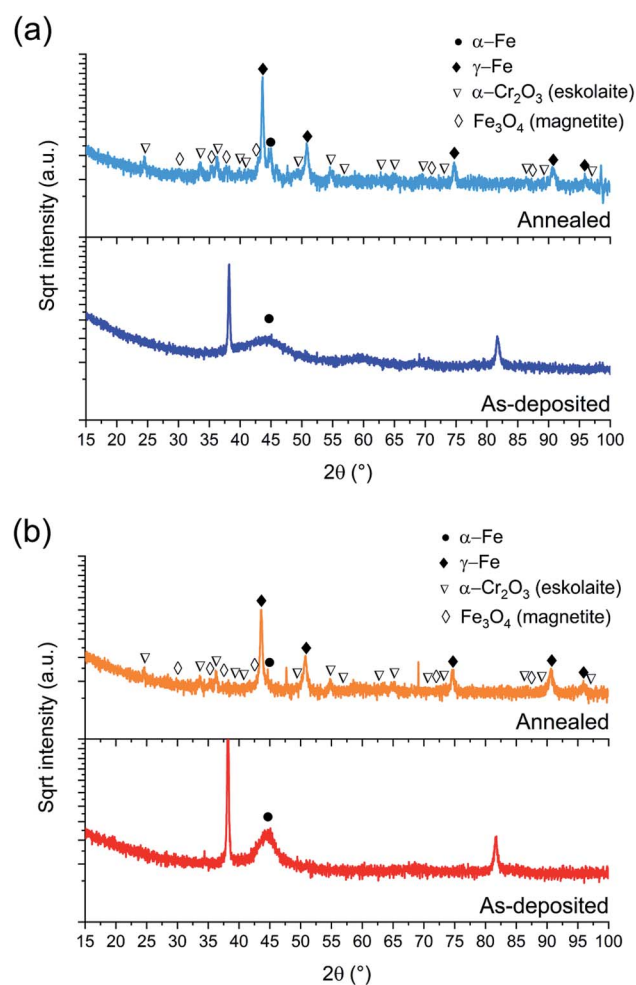 (a)
α–Fe
γ–Fe
α–Cr₂O₃ (eskolaite)
Fe₃O₄ (magnetite)
Annealed
Sqrt intensity (a.u.)
As-deposited
15 20 25 30 35 40 45 50 55 60 65 70 75 80 85 90 95 100
2θ (°)
(b)
α–Fe
γ–Fe
α–Cr₂O₃ (eskolaite)
Fe₃O₄ (magnetite)
Annealed
Sqrt intensity (a.u.)
As-deposited
15 20 25 30 35 40 45 50 55 60 65 70 75 80 85 90 95 100
2θ (°)